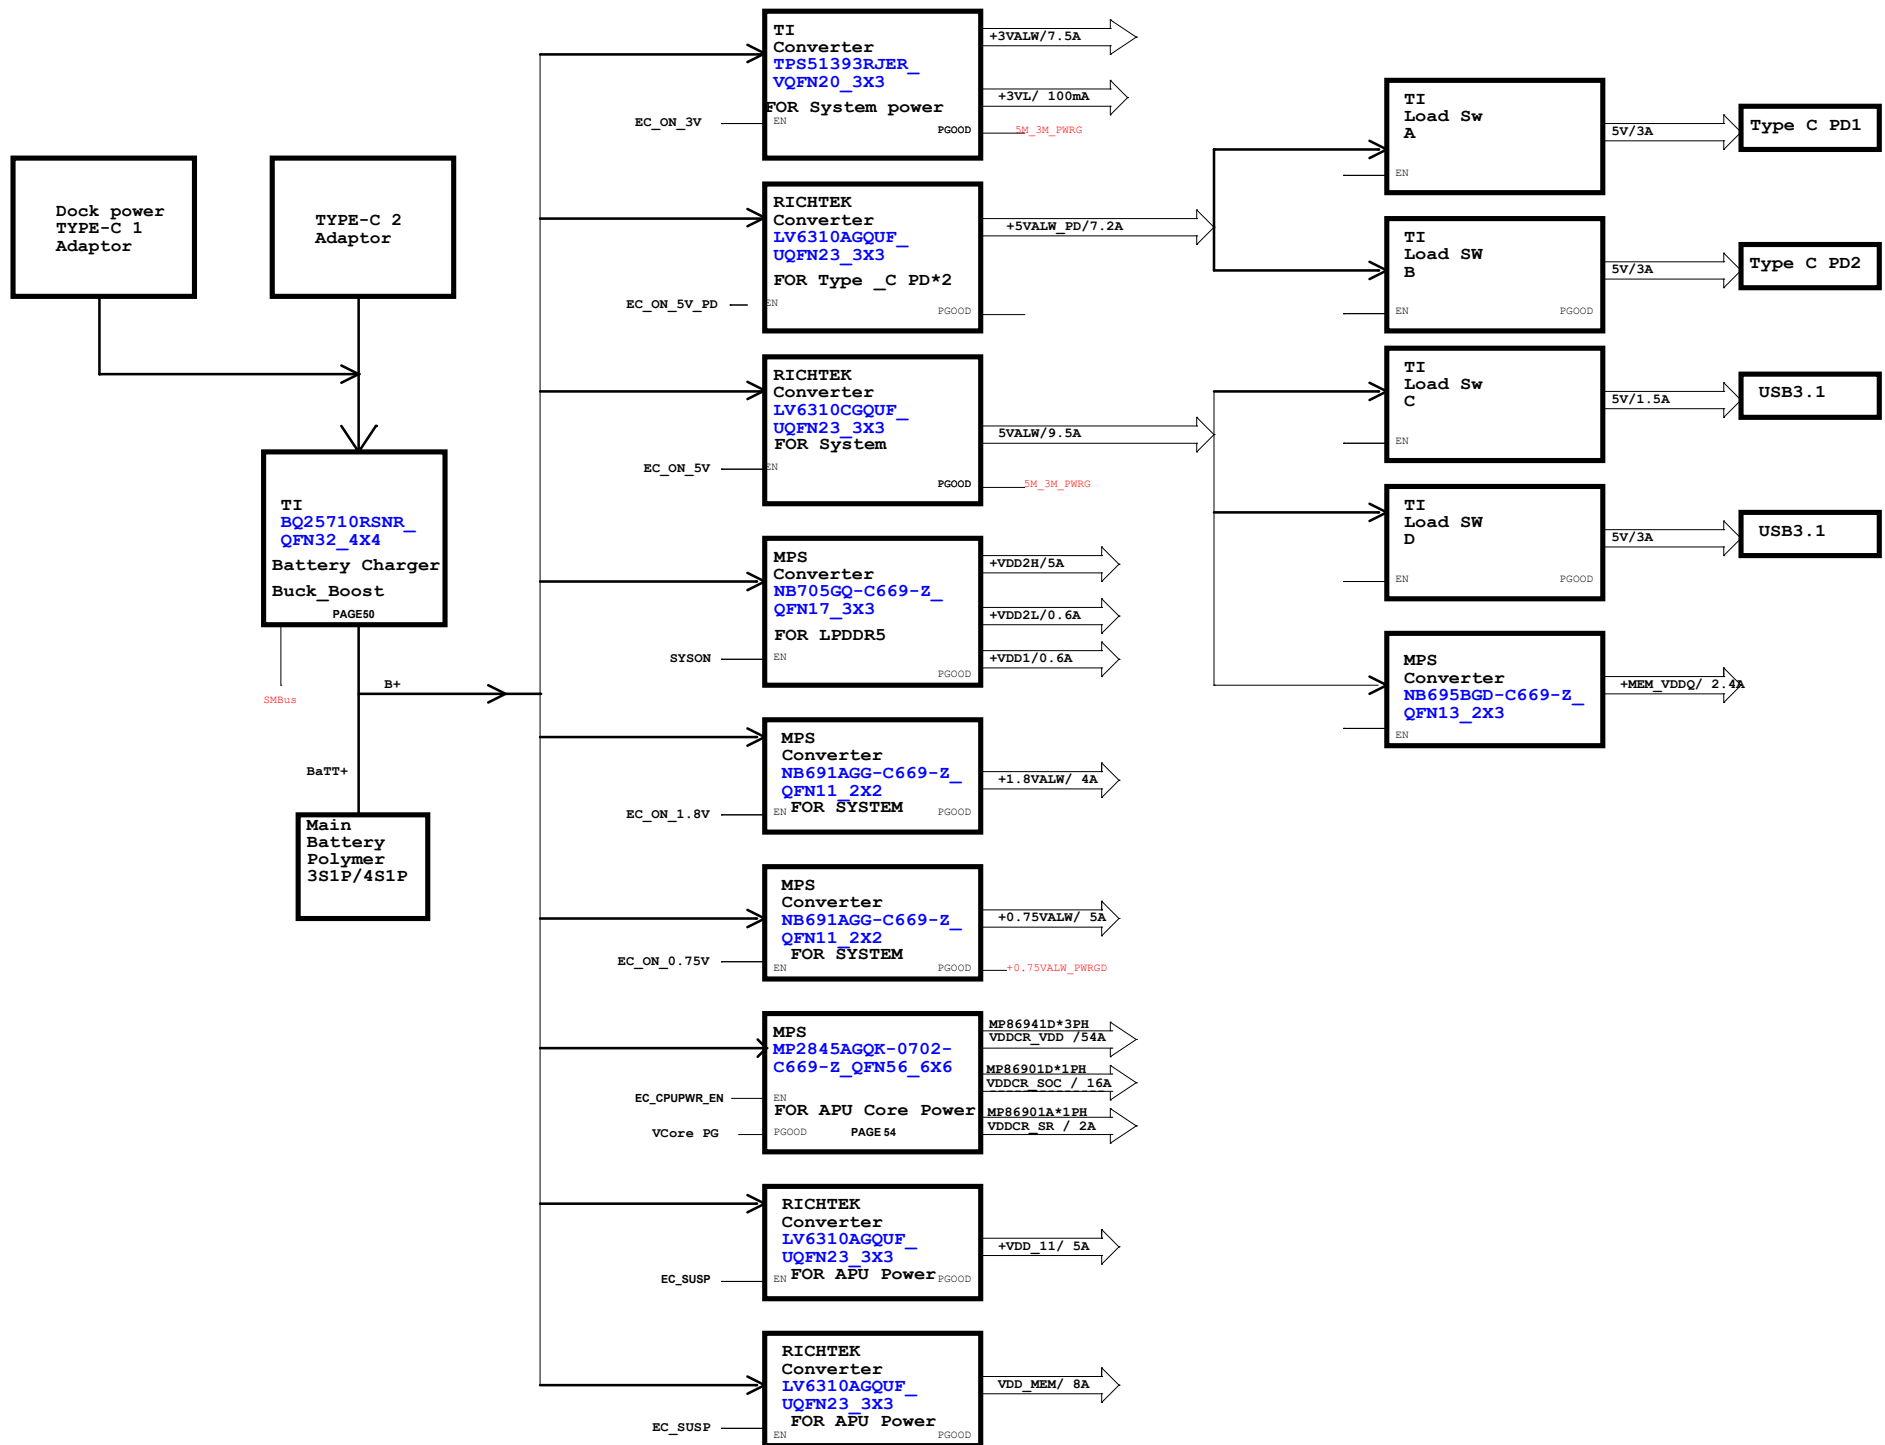 Dock power
TYPE-C 1
Adaptor
TYPE-C 2
Adaptor
TI
BQ25710RSNR_
QFN32_4X4
Battery Charger
Buck_Boost
PAGE50
SMBus
B+
BaTT+
Main
Battery
Polymer
3S1P/4S1P
TI
Converter
TPS51393RJER_
VQFN20_3X3
FOR System power
EC_ON_3V
EN
PGOOD
+3VALW/7.5A
+3VL/ 100mA
5M_3M_PWRG
RICHTEK
Converter
LV6310AGQUF_
UQFN23_3X3
FOR Type _C PD*2
EC_ON_5V_PD
EN
PGOOD
+5VALW_PD/7.2A
RICHTEK
Converter
LV6310CGQUF_
UQFN23_3X3
FOR System
EC_ON_5V
EN
PGOOD
5VALW/9.5A
5M_3M_PWRG
MPS
Converter
NB705GQ-C669-Z_
QFN17_3X3
FOR LPDDR5
SYSON
EN
PGOOD
+VDD2H/5A
+VDD2L/0.6A
+VDD1/0.6A
MPS
Converter
NB691AGG-C669-Z_
QFN11_2X2
FOR SYSTEM
EC_ON_1.8V
EN
PGOOD
+1.8VALW/ 4A
MPS
Converter
NB691AGG-C669-Z_
QFN11_2X2
FOR SYSTEM
EC_ON_0.75V
EN
PGOOD
+0.75VALW/ 5A
+0.75VALW_PWRGD
MPS
MP2845AGQK-0702-
C669-Z_QFN56_6X6
EC_CPUPWR_EN
EN
FOR APU Core Power
VCore PG
PGOOD
PAGE 54
MP86941D*3PH
VDDCR_VDD /54A
MP86901D*1PH
VDDCR_SOC / 16A
MP86901A*1PH
VDDCR_SR / 2A
RICHTEK
Converter
LV6310AGQUF_
UQFN23_3X3
FOR APU Power
EC_SUSP
EN
PGOOD
+VDD_11/ 5A
RICHTEK
Converter
LV6310AGQUF_
UQFN23_3X3
FOR APU Power
EC_SUSP
EN
PGOOD
VDD_MEM/ 8A
TI
Load Sw
A
EN
5V/3A
Type C PD1
TI
Load SW
B
EN
PGOOD
5V/3A
Type C PD2
TI
Load Sw
C
EN
5V/1.5A
USB3.1
TI
Load SW
D
EN
PGOOD
5V/3A
USB3.1
MPS
Converter
NB695BGD-C669-Z_
QFN13_2X3
EN
+MEM_VDDQ/ 2.4A